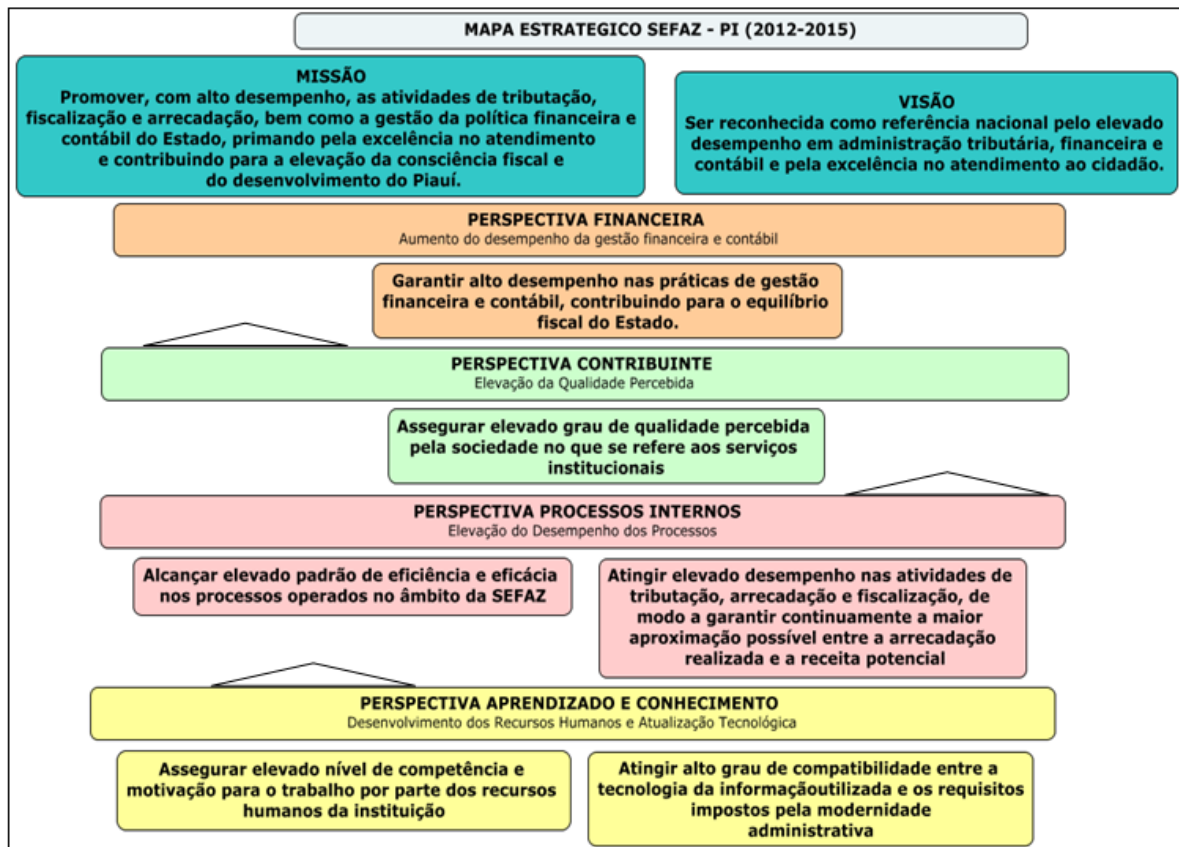 MAPA ESTRATEGICO SEFAZ - PI (2012-2015)
MISSÃO
Promover, com alto desempenho, as atividades de tributação,
fiscalização e arrecadação, bem como a gestão da política financeira e
contábil do Estado, primando pela excelência no atendimento
e contribuindo para a elevação da consciência fiscal e
do desenvolvimento do Piauí.
VISÃO
Ser reconhecida como referência nacional pelo elevado
desempenho em administração tributária, financeira e
contábil e pela excelência no atendimento ao cidadão.
PERSPECTIVA FINANCEIRA
Aumento do desempenho da gestão financeira e contábil
Garantir alto desempenho nas práticas de gestão
financeira e contábil, contribuindo para o equilíbrio
fiscal do Estado.
PERSPECTIVA CONTRIBUINTE
Elevação da Qualidade Percebida
Assegurar elevado grau de qualidade percebida
pela sociedade no que se refere aos serviços
institucionais
PERSPECTIVA PROCESSOS INTERNOS
Elevação do Desempenho dos Processos
Alcançar elevado padrão de eficiência e eficácia
nos processos operados no âmbito da SEFAZ
Atingir elevado desempenho nas atividades de
tributação, arrecadação e fiscalização, de
modo a garantir continuamente a maior
aproximação possível entre a arrecadação
realizada e a receita potencial
PERSPECTIVA APRENDIZADO E CONHECIMENTO
Desenvolvimento dos Recursos Humanos e Atualização Tecnológica
Assegurar elevado nível de competência e
motivação para o trabalho por parte dos recursos
humanos da instituição
Atingir alto grau de compatibilidade entre a
tecnologia da informaçãoutilizada e os requisitos
impostos pela modernidade
administrativa